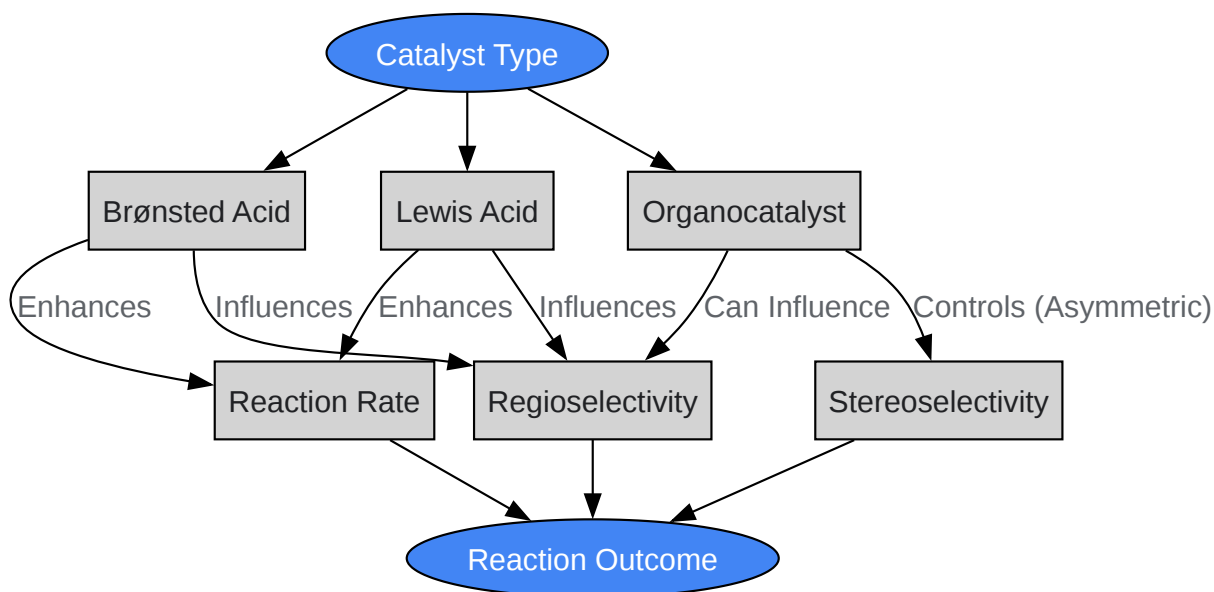 Catalyst Type
Brønsted Acid
Lewis Acid
Organocatalyst
Enhances
Influences
Enhances
Influences
Can Influence
Controls (Asymmetric)
Reaction Rate
Regioselectivity
Stereoselectivity
Reaction Outcome